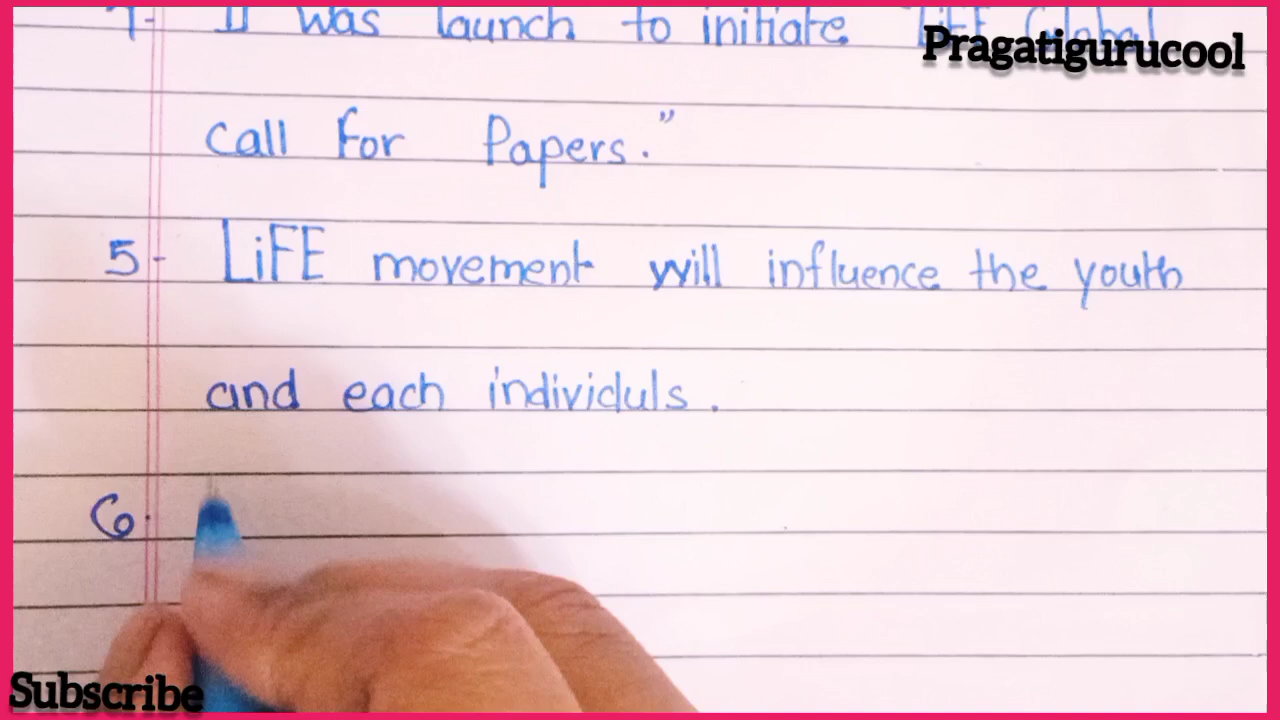 It was launch to initiate "LiFE Global
Pragatigurucool
call for Papers."
5- LiFE movement will influence the youth
and each individuls.
6.
Subscribe